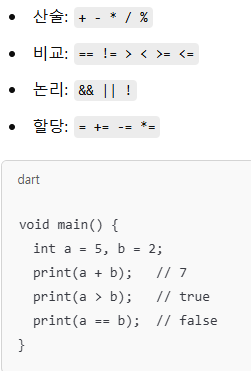 • 산술: + - * / %
• 비교: == != > < >= <=
• 논리: && || !
• 할당: = += -= *=
dart
void main() {
  int a = 5, b = 2;
  print(a + b);   // 7
  print(a > b);   // true
  print(a == b);  // false
}